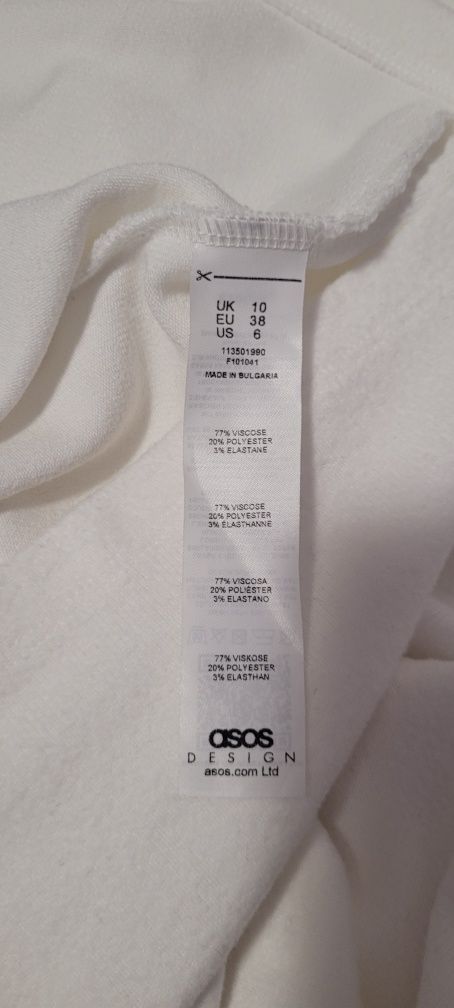 UK 10
EU 38
US 6
113501990
F101041
MADE IN BULGARIA
77% VISCOSE
20% POLYESTER
3% ELASTANE
77% VISCOSE
20% POLYESTER
3% ÉLASTHANNE
77% VISCOSA
20% POLIÉSTER
3% ELASTANO
77% VISKOSE
20% POLYESTER
3% ELASTHAN
asos
DESIGN
asos.com Ltd